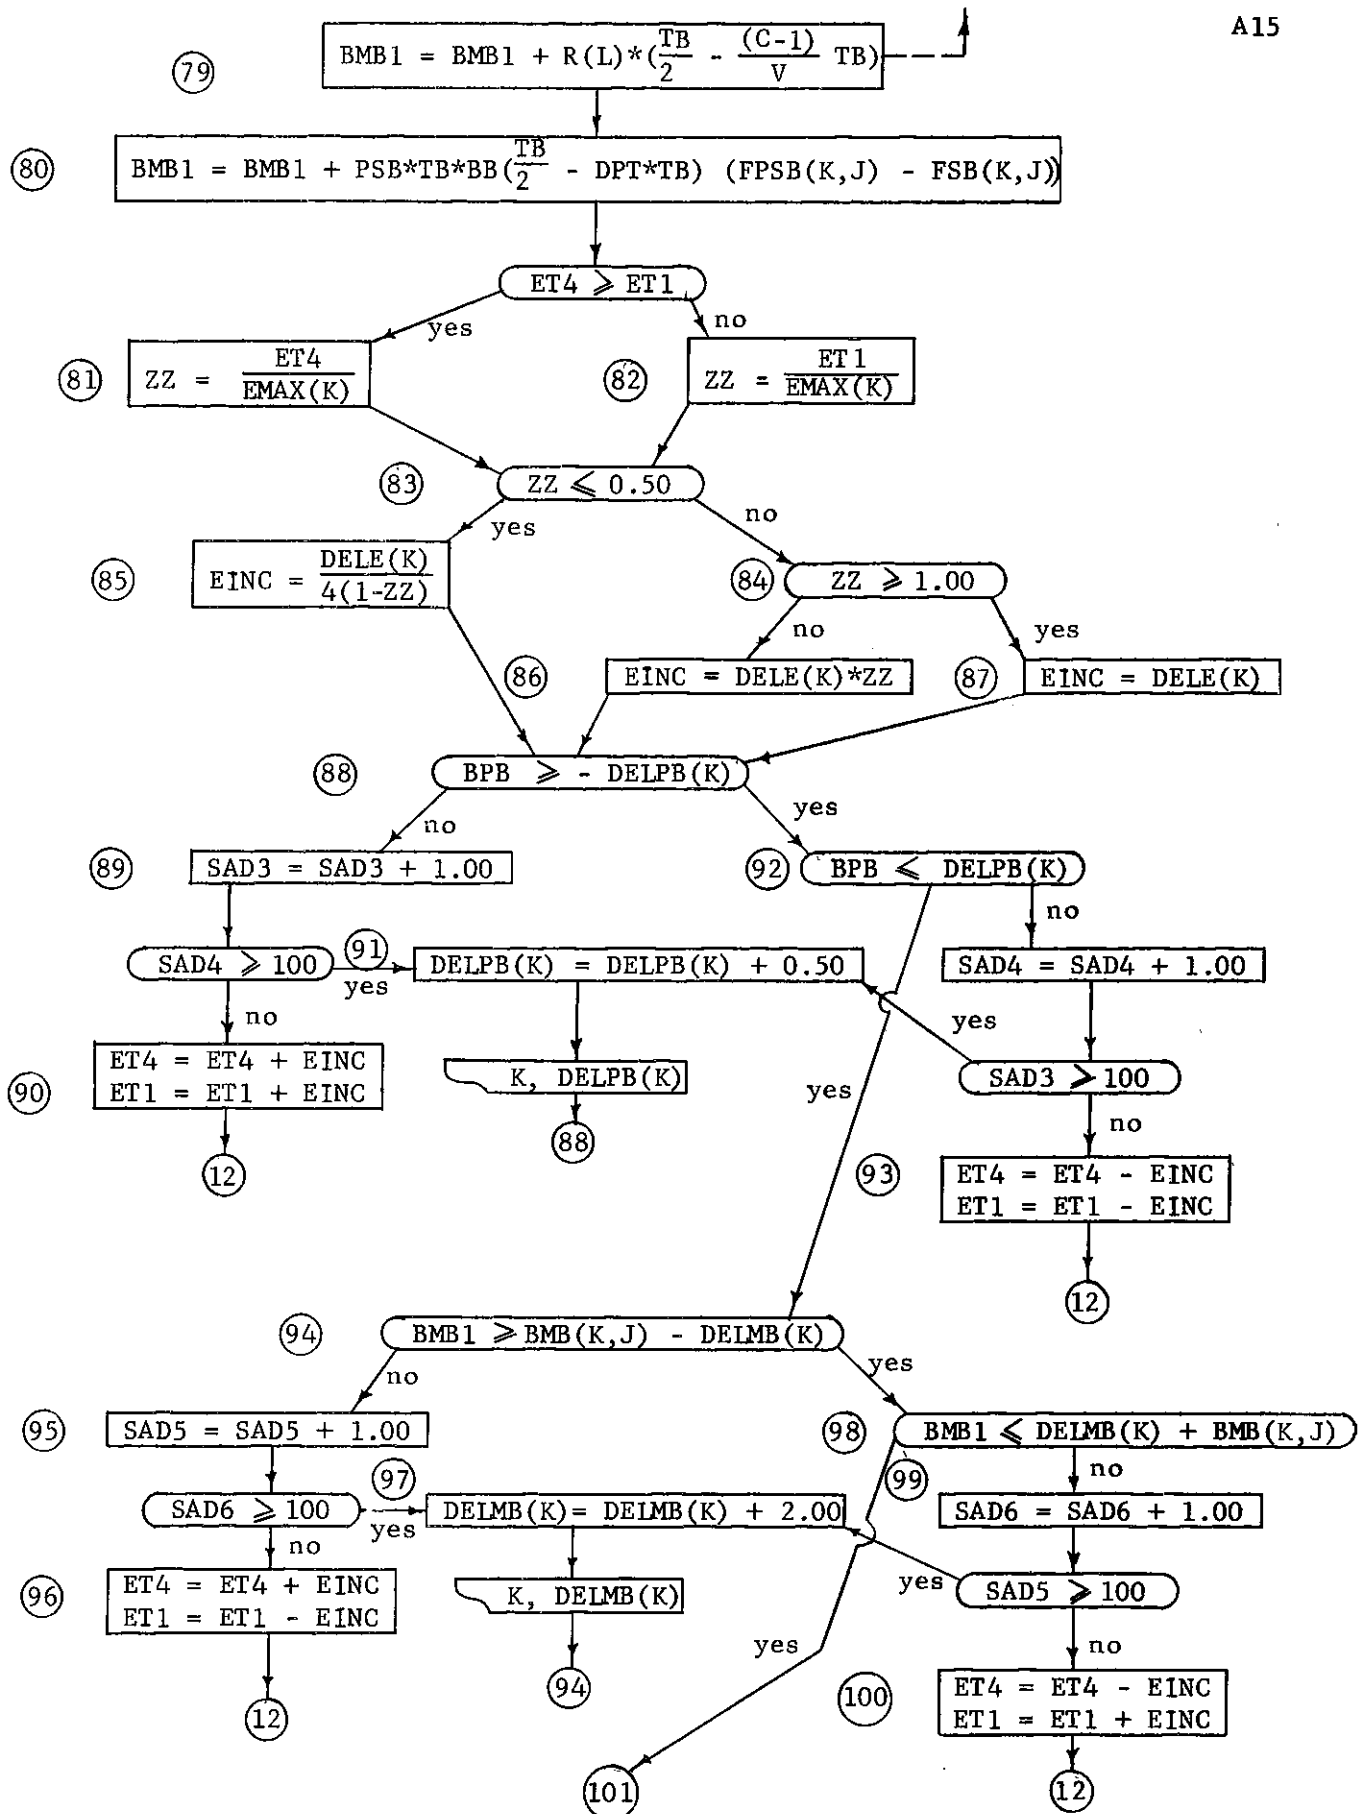 A15
79
BMB1 = BMB1 + R(L)*(TB/2 - (C-1)/V TB)
80
BMB1 = BMB1 + PSB*TB*BB(TB/2 - DPT*TB) (FPSB(K,J) - FSB(K,J))
ET4 ⩾ ET1
yes
no
81
ZZ = ET4/EMAX(K)
82
ZZ = ET1/EMAX(K)
83
ZZ ⩽ 0.50
yes
no
85
EINC = DELE(K)/4(1-ZZ)
84
ZZ ⩾ 1.00
no
yes
86
EINC = DELE(K)*ZZ
87
EINC = DELE(K)
88
BPB ⩾ - DELPB(K)
no
yes
89
SAD3 = SAD3 + 1.00
92
BPB ⩽ DELPB(K)
no
SAD4 ⩾ 100
91
yes
DELPB(K) = DELPB(K) + 0.50
SAD4 = SAD4 + 1.00
no
yes
90
ET4 = ET4 + EINC
ET1 = ET1 + EINC
K, DELPB(K)
yes
SAD3 ⩾ 100
no
12
88
93
ET4 = ET4 - EINC
ET1 = ET1 - EINC
12
94
BMB1 ⩾ BMB(K,J) - DELMB(K)
no
yes
95
SAD5 = SAD5 + 1.00
98
BMB1 ⩽ DELMB(K) + BMB(K,J)
97
99
no
SAD6 ⩾ 100
yes
DELMB(K)= DELMB(K) + 2.00
SAD6 = SAD6 + 1.00
no
yes
96
ET4 = ET4 + EINC
ET1 = ET1 - EINC
K, DELMB(K)
SAD5 ⩾ 100
yes
no
12
94
100
ET4 = ET4 - EINC
ET1 = ET1 + EINC
101
12